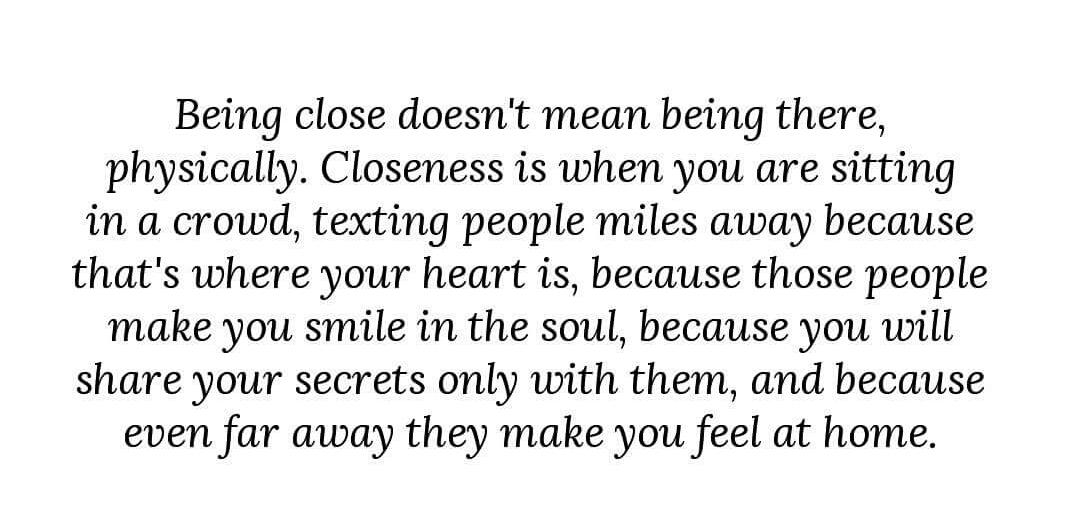 Being close doesn't mean being there,
physically. Closeness is when you are sitting
in a crowd, texting people miles away because
that's where your heart is, because those people
make you smile in the soul, because you will
share your secrets only with them, and because
even far away they make you feel at home.